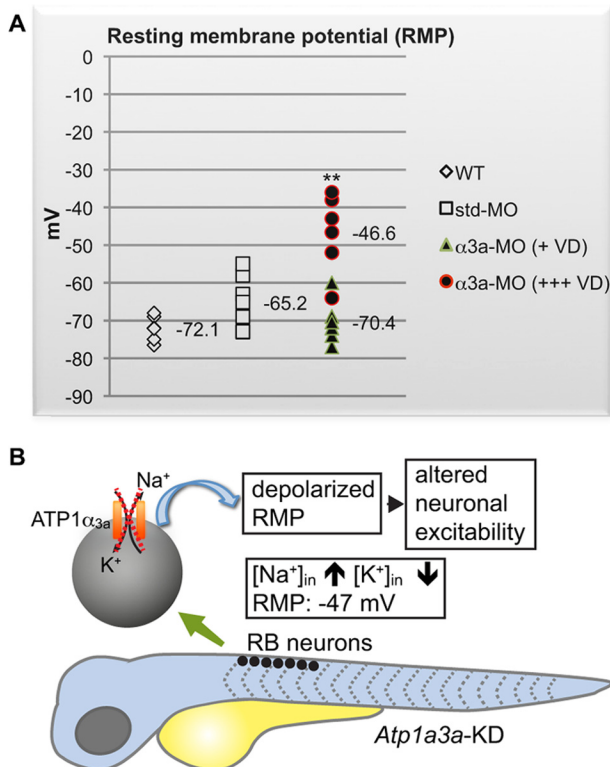 A
Resting membrane potential (RMP)
0
-10
-20
-30
-40
-50
-60
-70
-80
-90
mV
**
-46.6
-65.2
-72.1
-70.4
WT
std-MO
α3a-MO (+ VD)
α3a-MO (+++ VD)
B
Na⁺
ATP1α₃ₐ
K⁺
depolarized
RMP
altered
neuronal
excitability
[Na⁺]in ↑ [K⁺]in ↓
RMP: -47 mV
RB neurons
Atp1a3a-KD